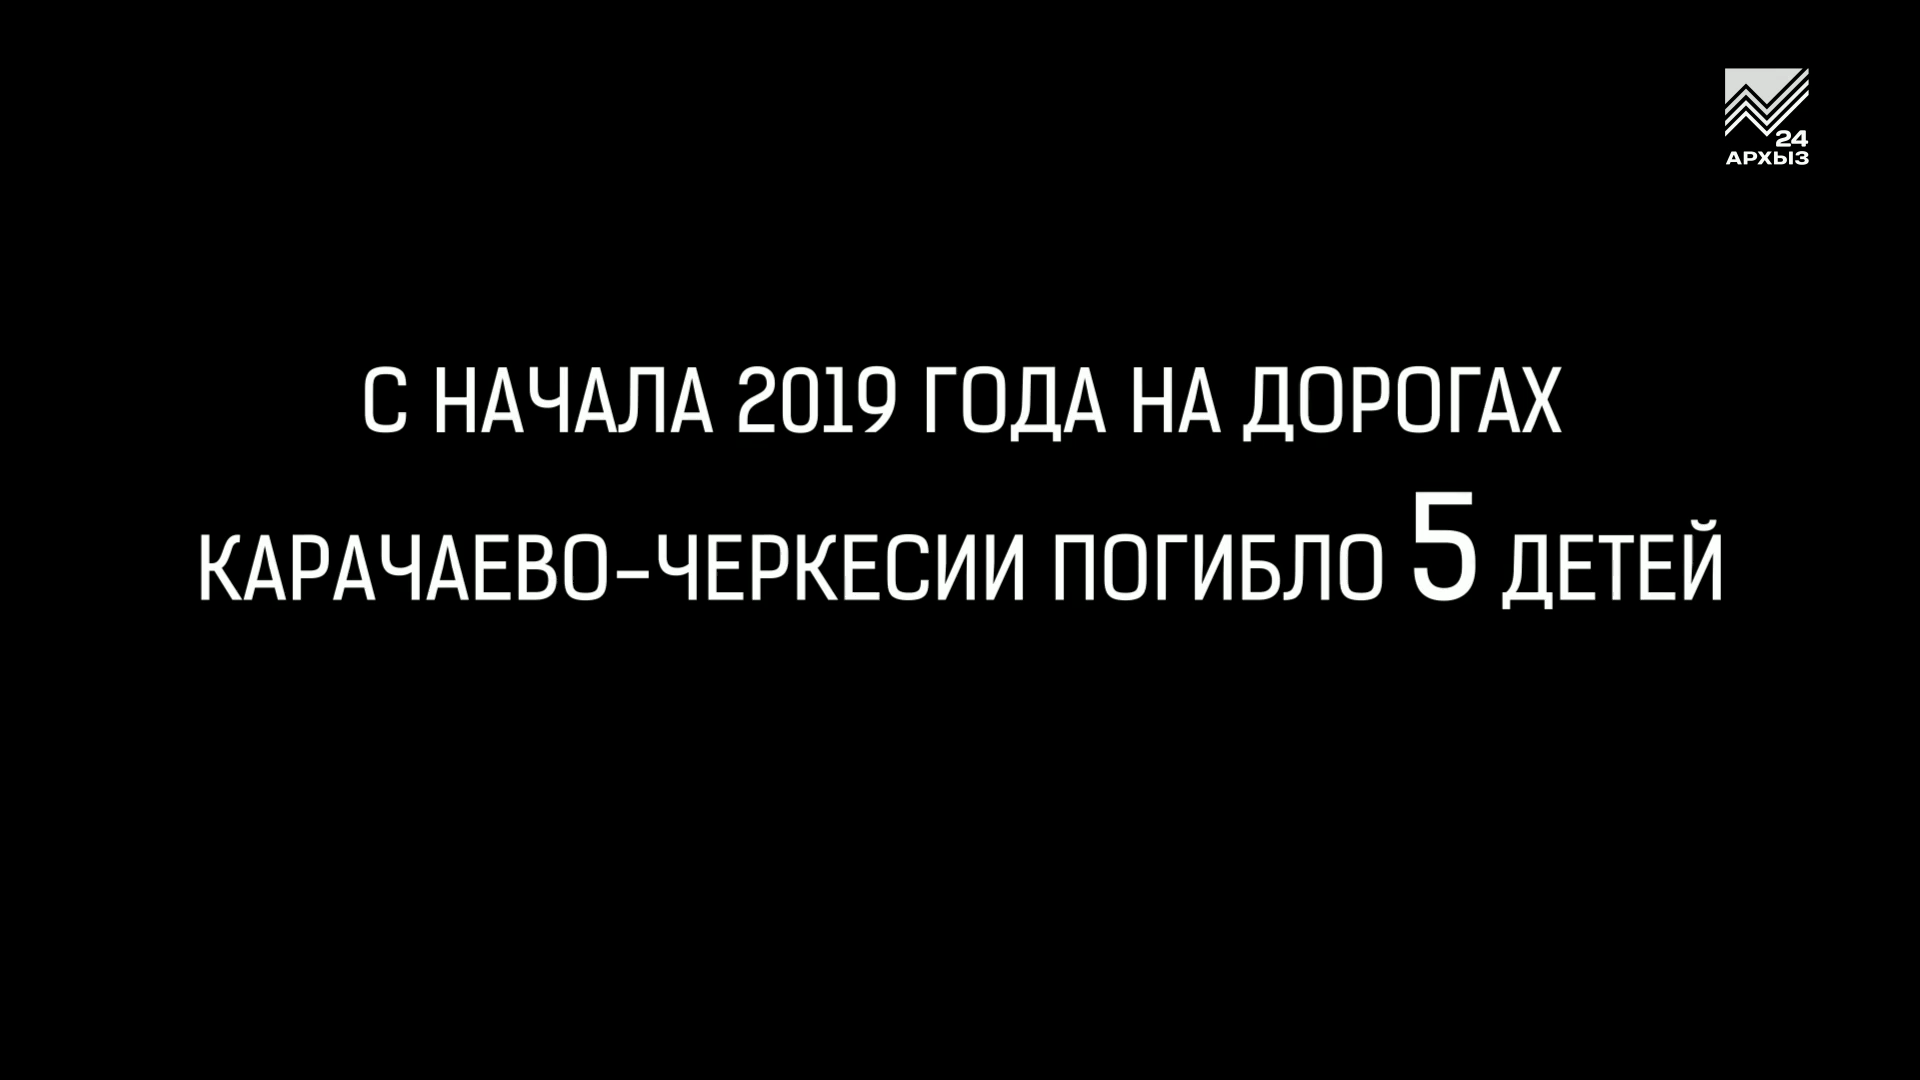 24
АРХЫЗ
С НАЧАЛА 2019 ГОДА НА ДОРОГАХ
КАРАЧАЕВО-ЧЕРКЕСИИ ПОГИБЛО 5 ДЕТЕЙ